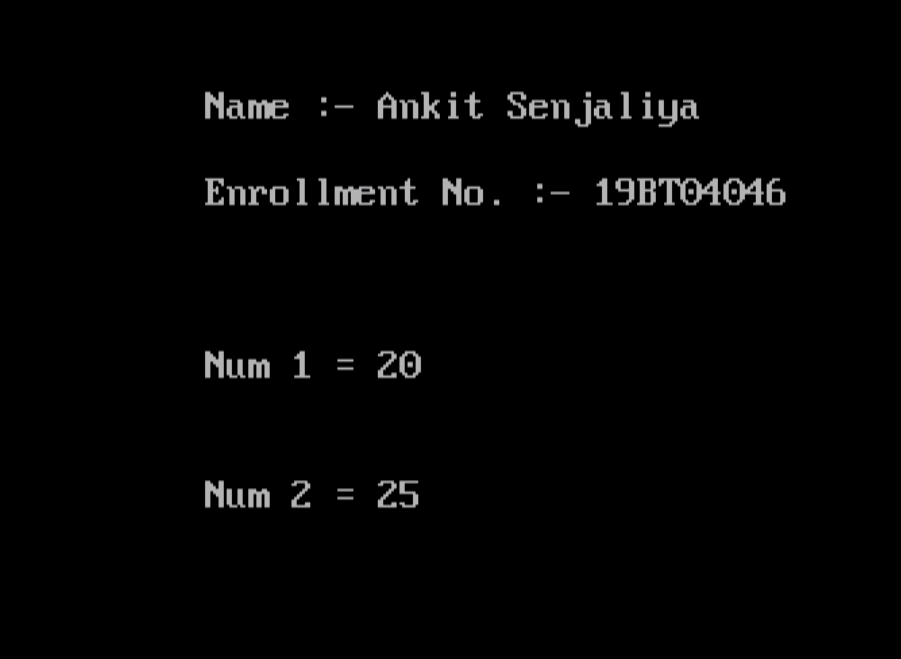 Name :- Ankit Senjaliya
Enrollment No. :- 19BT04046
Num 1 = 20
Num 2 = 25